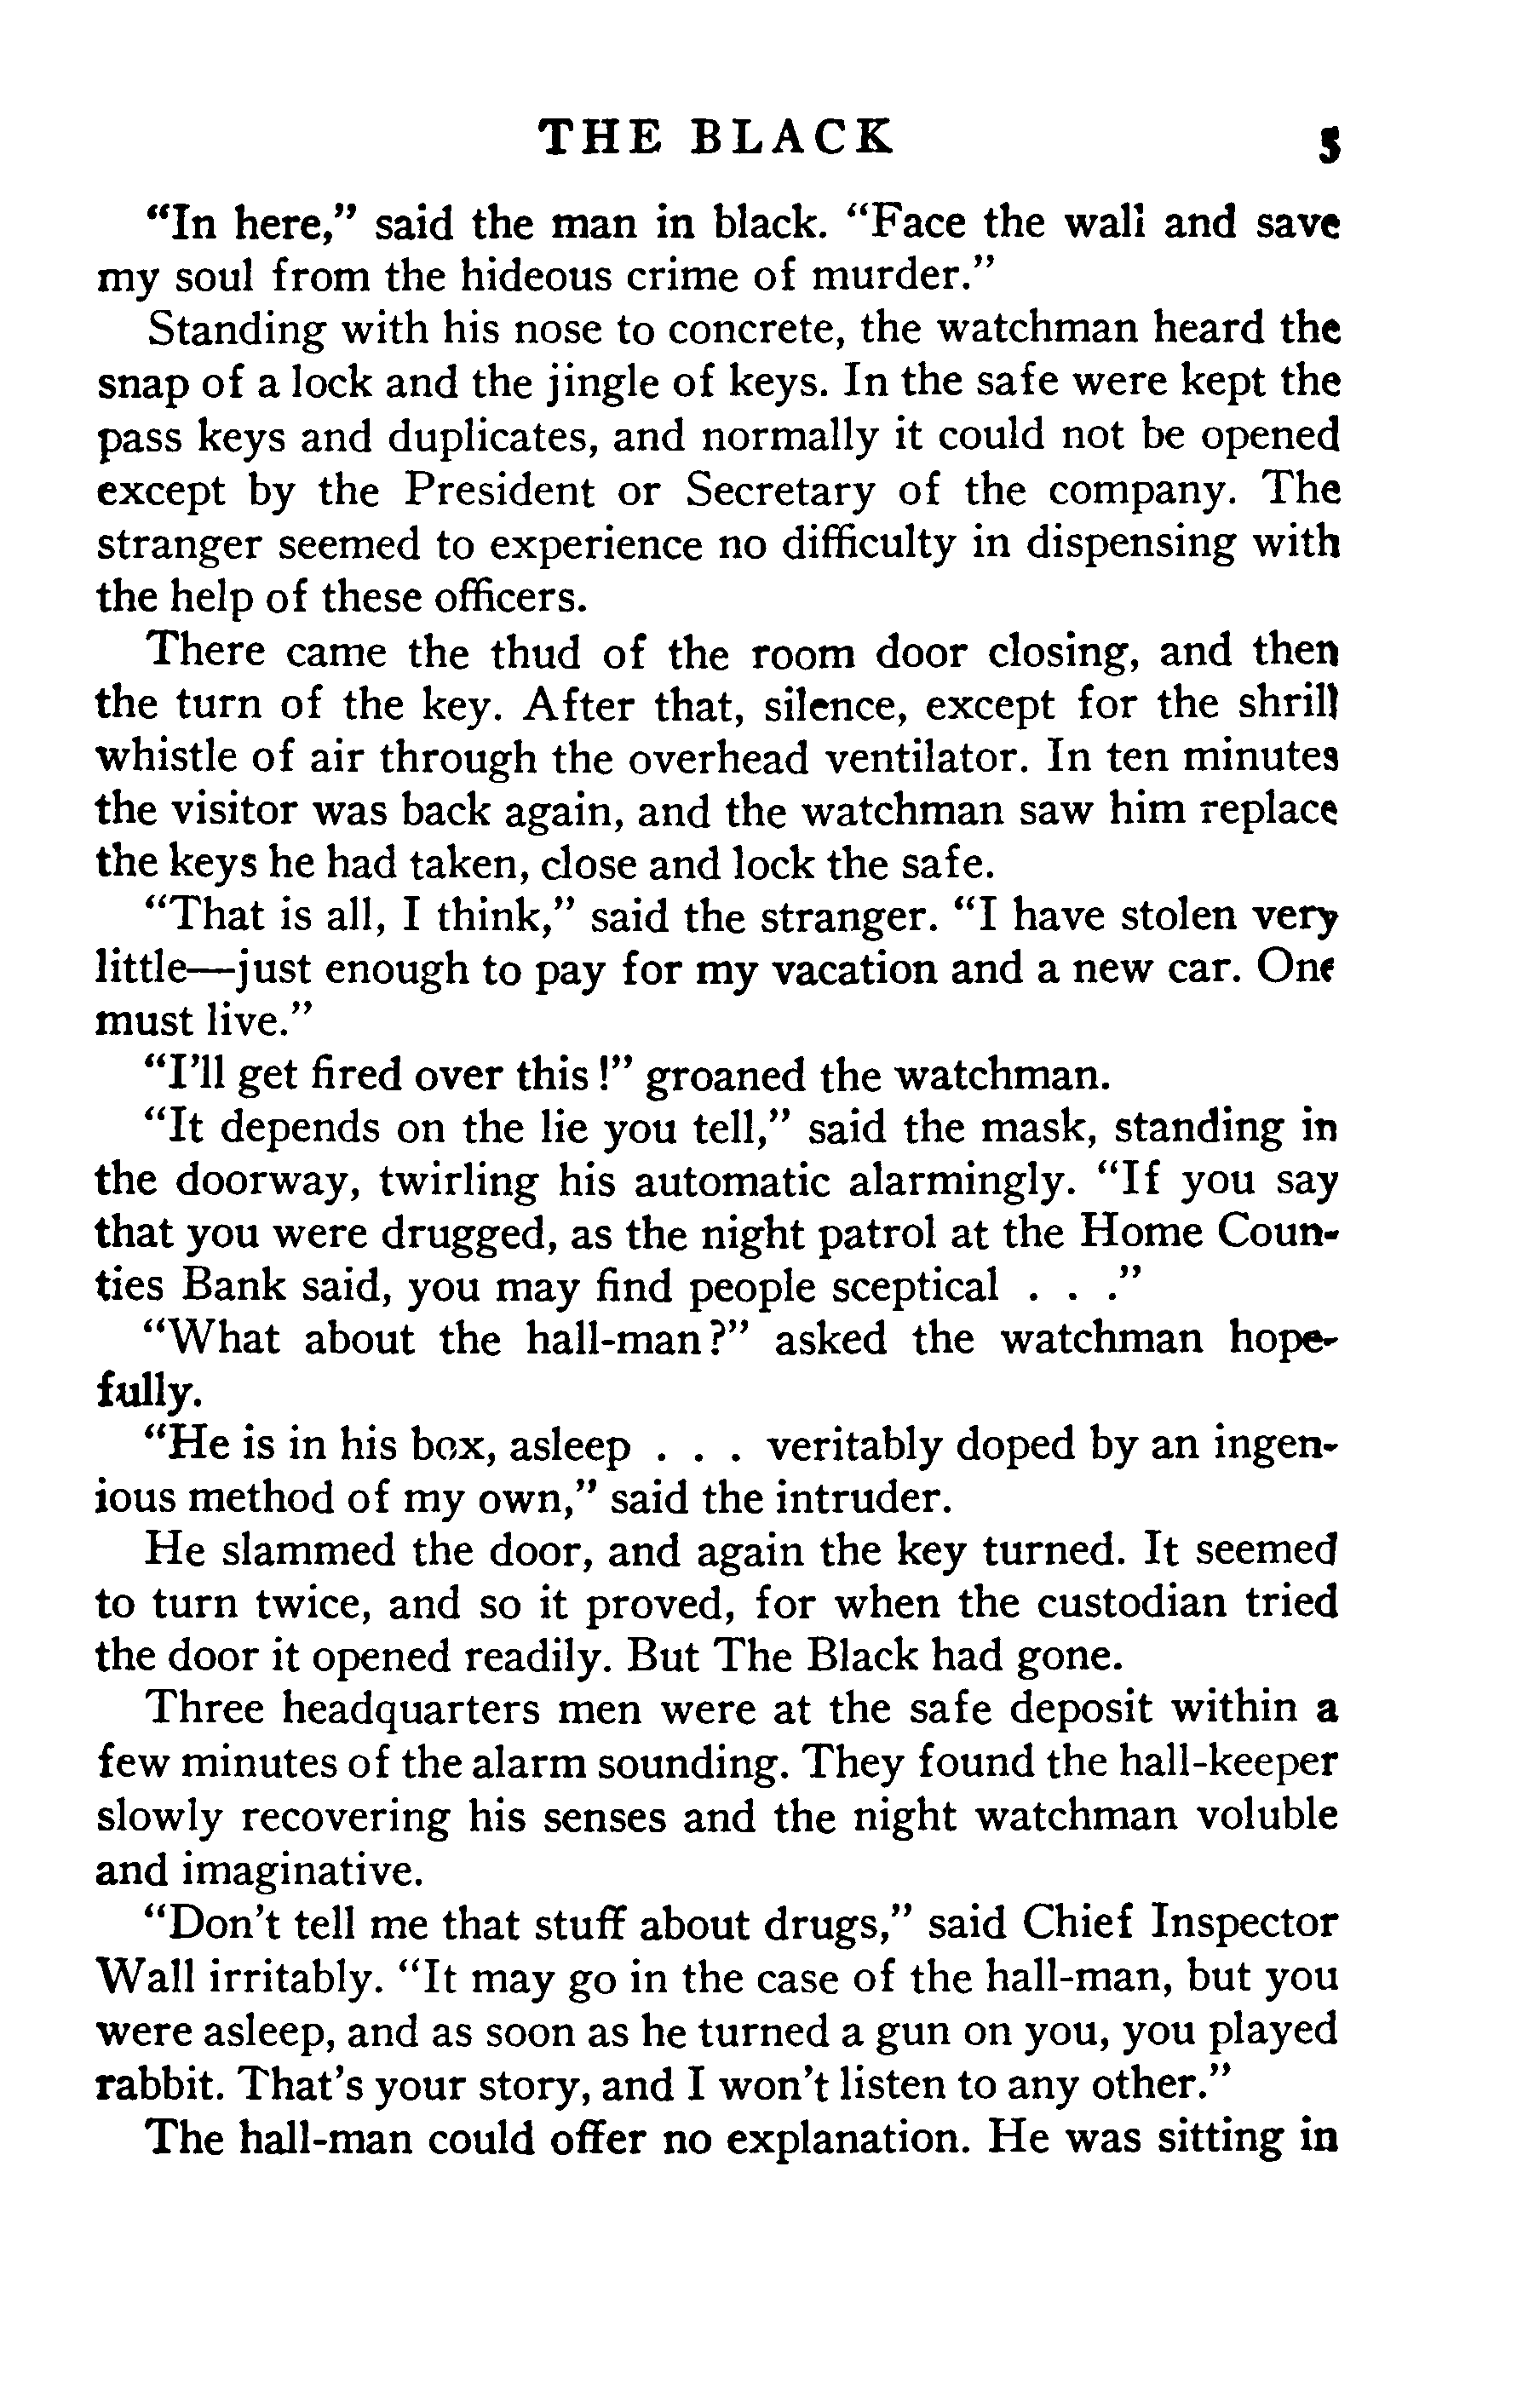 THE BLACK 5
“In here,” said the man in black. “Face the wall and save
my soul from the hideous crime of murder.”
Standing with his nose to concrete, the watchman heard the
snap of a lock and the jingle of keys. In the safe were kept the
pass keys and duplicates, and normally it could not be opened
except by the President or Secretary of the company. The
stranger seemed to experience no difficulty in dispensing with
the help of these officers.
There came the thud of the room door closing, and then
the turn of the key. After that, silence, except for the shrill
whistle of air through the overhead ventilator. In ten minutes
the visitor was back again, and the watchman saw him replace
the keys he had taken, close and lock the safe.
“That is all, I think,” said the stranger. “I have stolen very
little—just enough to pay for my vacation and a new car. One
must live.”
“I’ll get fired over this!” groaned the watchman.
“It depends on the lie you tell,” said the mask, standing in
the doorway, twirling his automatic alarmingly. “If you say
that you were drugged, as the night patrol at the Home Coun-
ties Bank said, you may find people sceptical . . .”
“What about the hall-man?” asked the watchman hope-
fully.
“He is in his box, asleep . . . veritably doped by an ingen-
ious method of my own,” said the intruder.
He slammed the door, and again the key turned. It seemed
to turn twice, and so it proved, for when the custodian tried
the door it opened readily. But The Black had gone.
Three headquarters men were at the safe deposit within a
few minutes of the alarm sounding. They found the hall-keeper
slowly recovering his senses and the night watchman voluble
and imaginative.
“Don’t tell me that stuff about drugs,” said Chief Inspector
Wall irritably. “It may go in the case of the hall-man, but you
were asleep, and as soon as he turned a gun on you, you played
rabbit. That’s your story, and I won’t listen to any other.”
The hall-man could offer no explanation. He was sitting in